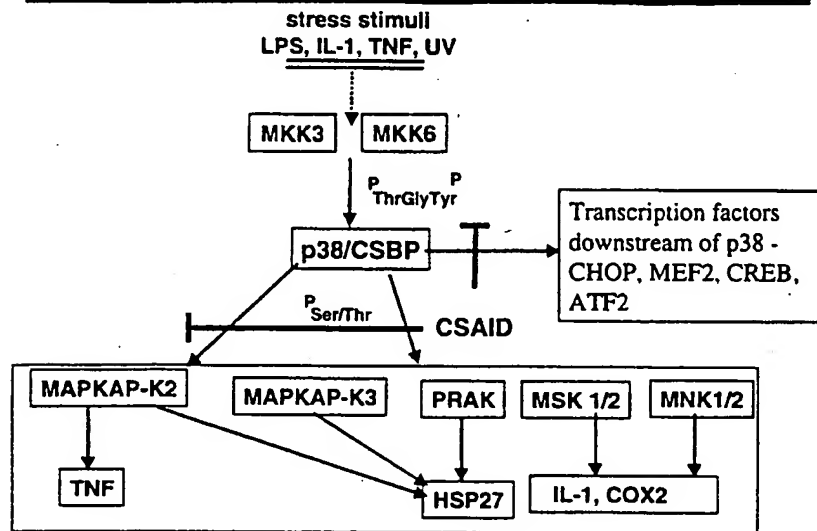 stress stimuli
LPS, IL-1, TNF, UV
MKK3 MKK6
P P
ThrGlyTyr
p38/CSBP
Transcription factors
downstream of p38 -
CHOP, MEF2, CREB,
ATF2
P
Ser/Thr
CSAID
MAPKAP-K2 MAPKAP-K3 PRAK MSK 1/2 MNK1/2
TNF HSP27 IL-1, COX2